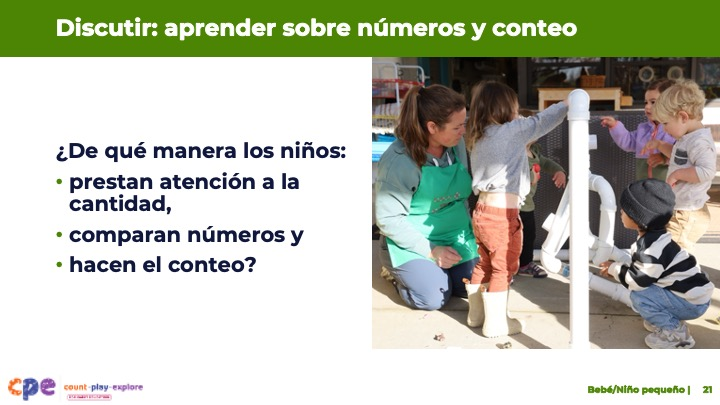 Discutir: aprender sobre números y conteo
¿De qué manera los niños:
• prestan atención a la
cantidad,
• comparan números y
• hacen el conteo?
cpe count-play-explore
Bebé/Niño pequeño | 21